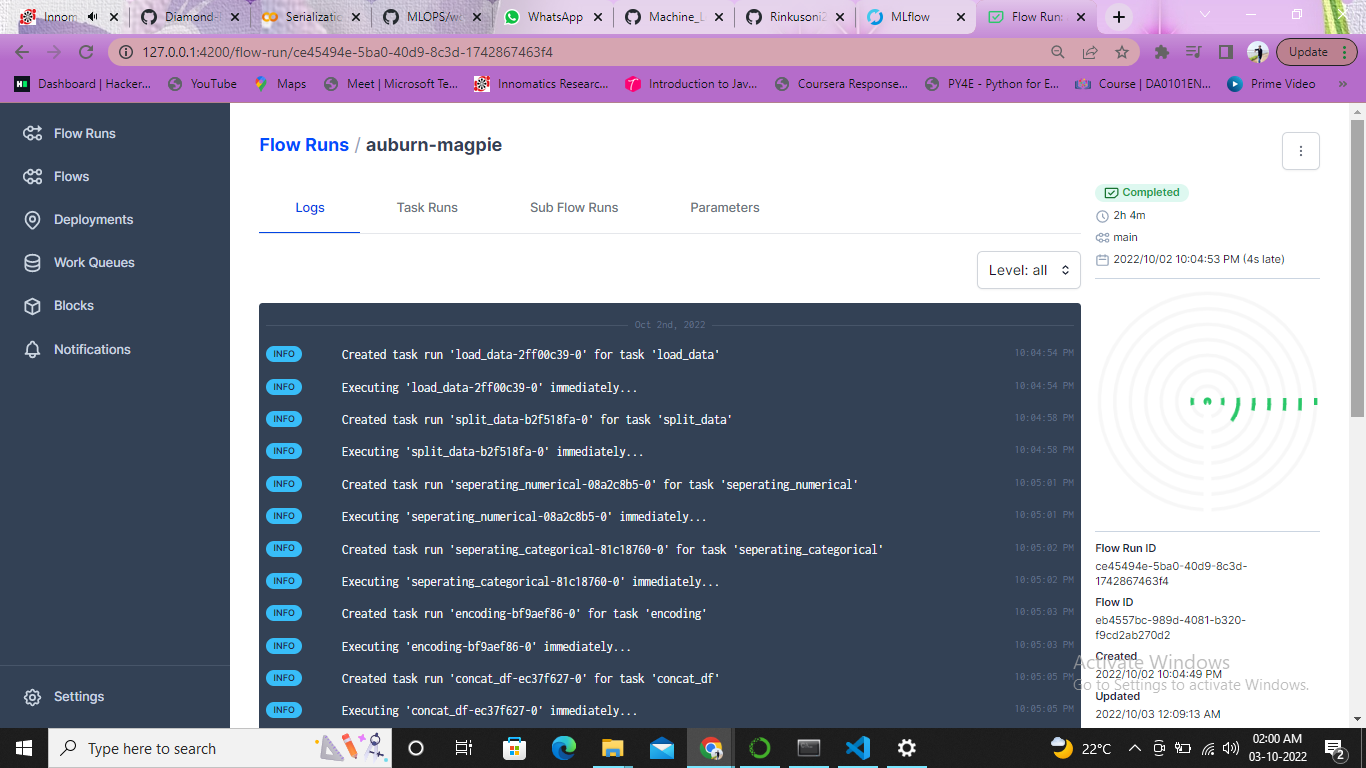 Innom
Diamond-
Serializatic
MLOPS/w
WhatsApp
Machine_L
Rinkusoni2
MLflow
Flow Run:
127.0.0.1:4200/flow-run/ce45494e-5ba0-40d9-8c3d-1742867463f4
Update
Dashboard | Hacker...
YouTube
Maps
Meet | Microsoft Te...
Innomatics Researc...
Introduction to Jav...
Coursera Response...
PY4E - Python for E...
Course | DA0101EN...
Prime Video
»
Flow Runs
Flows
Deployments
Work Queues
Blocks
Notifications
Settings
Flow Runs / auburn-magpie
Logs
Task Runs
Sub Flow Runs
Parameters
Level: all
Oct 2nd, 2022
INFO Created task run 'load_data-2ff00c39-0' for task 'load_data' 10:04:54 PM
INFO Executing 'load_data-2ff00c39-0' immediately... 10:04:54 PM
INFO Created task run 'split_data-b2f518fa-0' for task 'split_data' 10:04:58 PM
INFO Executing 'split_data-b2f518fa-0' immediately... 10:04:58 PM
INFO Created task run 'seperating_numerical-08a2c8b5-0' for task 'seperating_numerical' 10:05:01 PM
INFO Executing 'seperating_numerical-08a2c8b5-0' immediately... 10:05:01 PM
INFO Created task run 'seperating_categorical-81c18760-0' for task 'seperating_categorical' 10:05:02 PM
INFO Executing 'seperating_categorical-81c18760-0' immediately... 10:05:02 PM
INFO Created task run 'encoding-bf9aef86-0' for task 'encoding' 10:05:03 PM
INFO Executing 'encoding-bf9aef86-0' immediately... 10:05:03 PM
INFO Created task run 'concat_df-ec37f627-0' for task 'concat_df' 10:05:05 PM
INFO Executing 'concat_df-ec37f627-0' immediately... 10:05:05 PM
Completed
2h 4m
main
2022/10/02 10:04:53 PM (4s late)
Flow Run ID
ce45494e-5ba0-40d9-8c3d-
1742867463f4
Flow ID
eb4557bc-989d-4081-b320-
f9cd2ab270d2
Created
2022/10/02 10:04:49 PM
Updated
2022/10/03 12:09:13 AM
Activate Windows
Go to Settings to activate Windows.
Type here to search
22°C
02:00 AM
03-10-2022
2